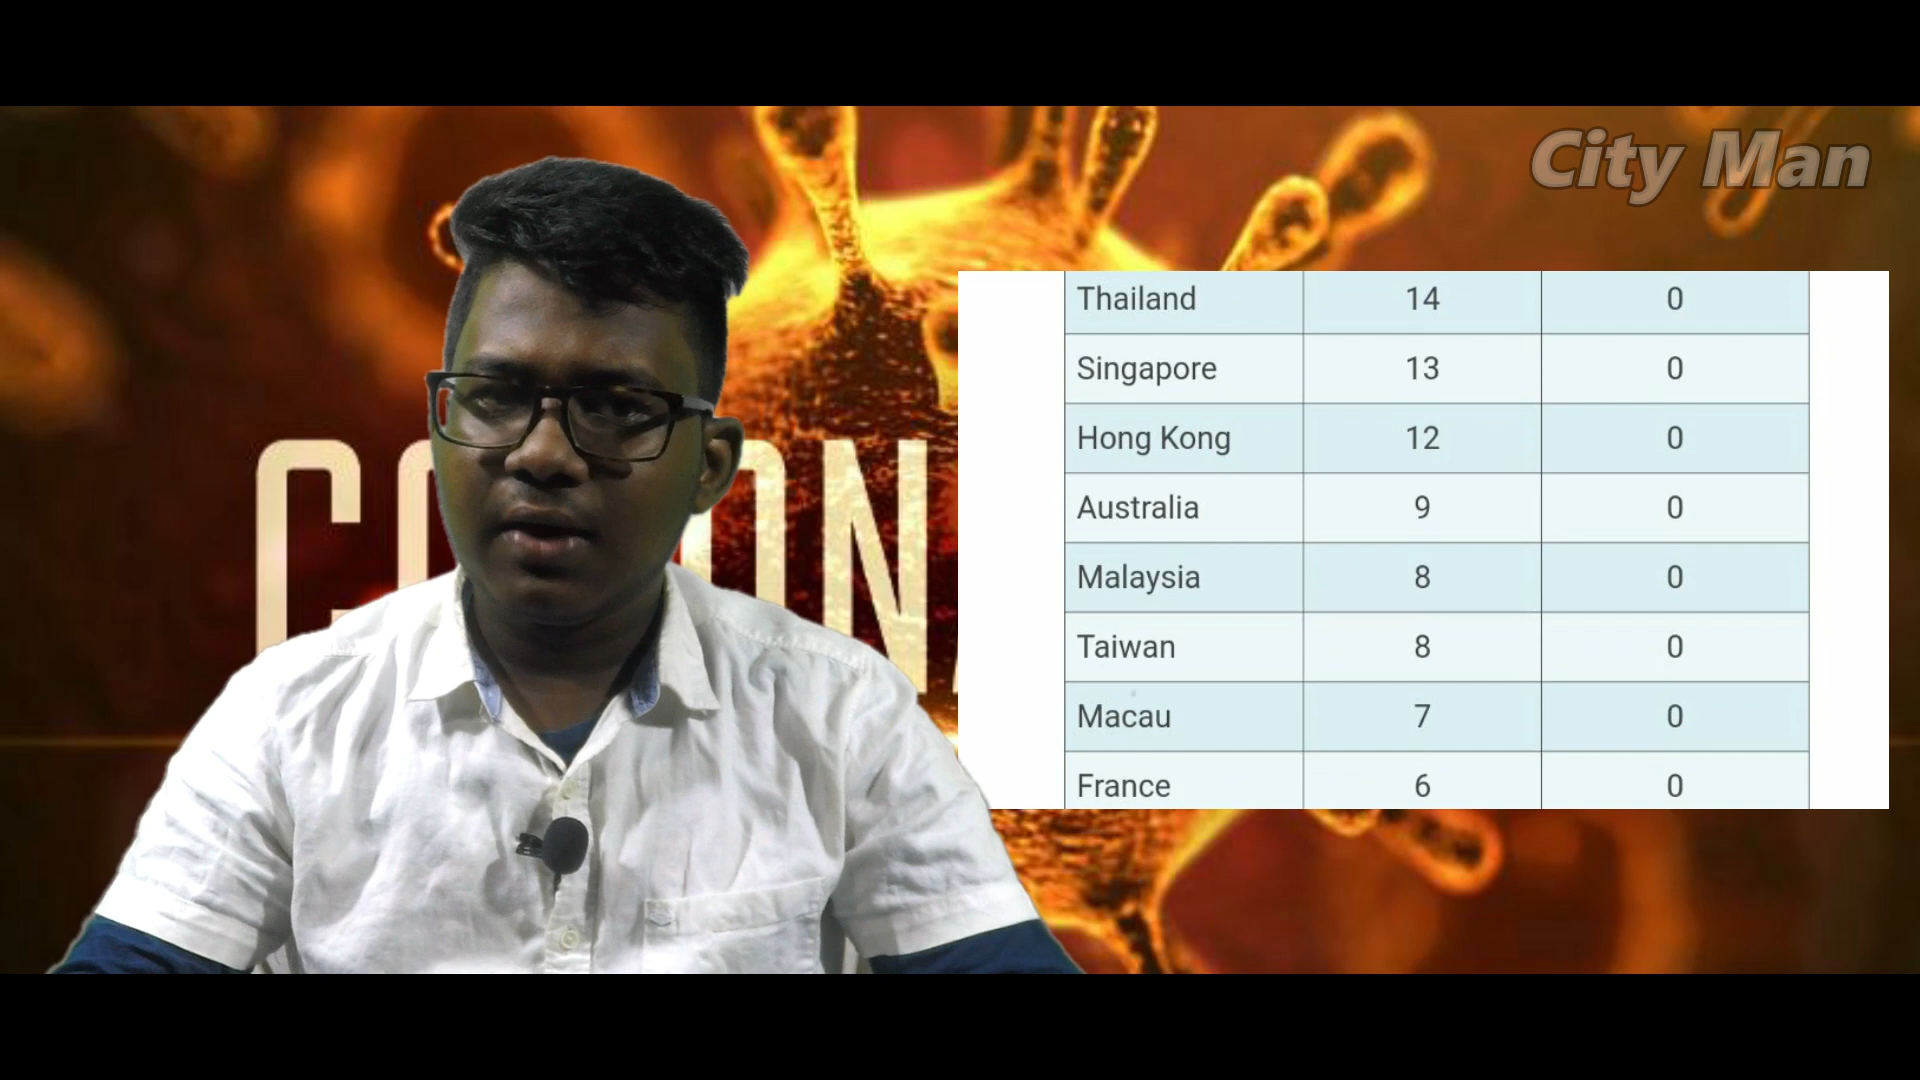 City Man
Thailand 14 0
Singapore 13 0
Hong Kong 12 0
Australia 9 0
Malaysia 8 0
Taiwan 8 0
Macau 7 0
France 6 0